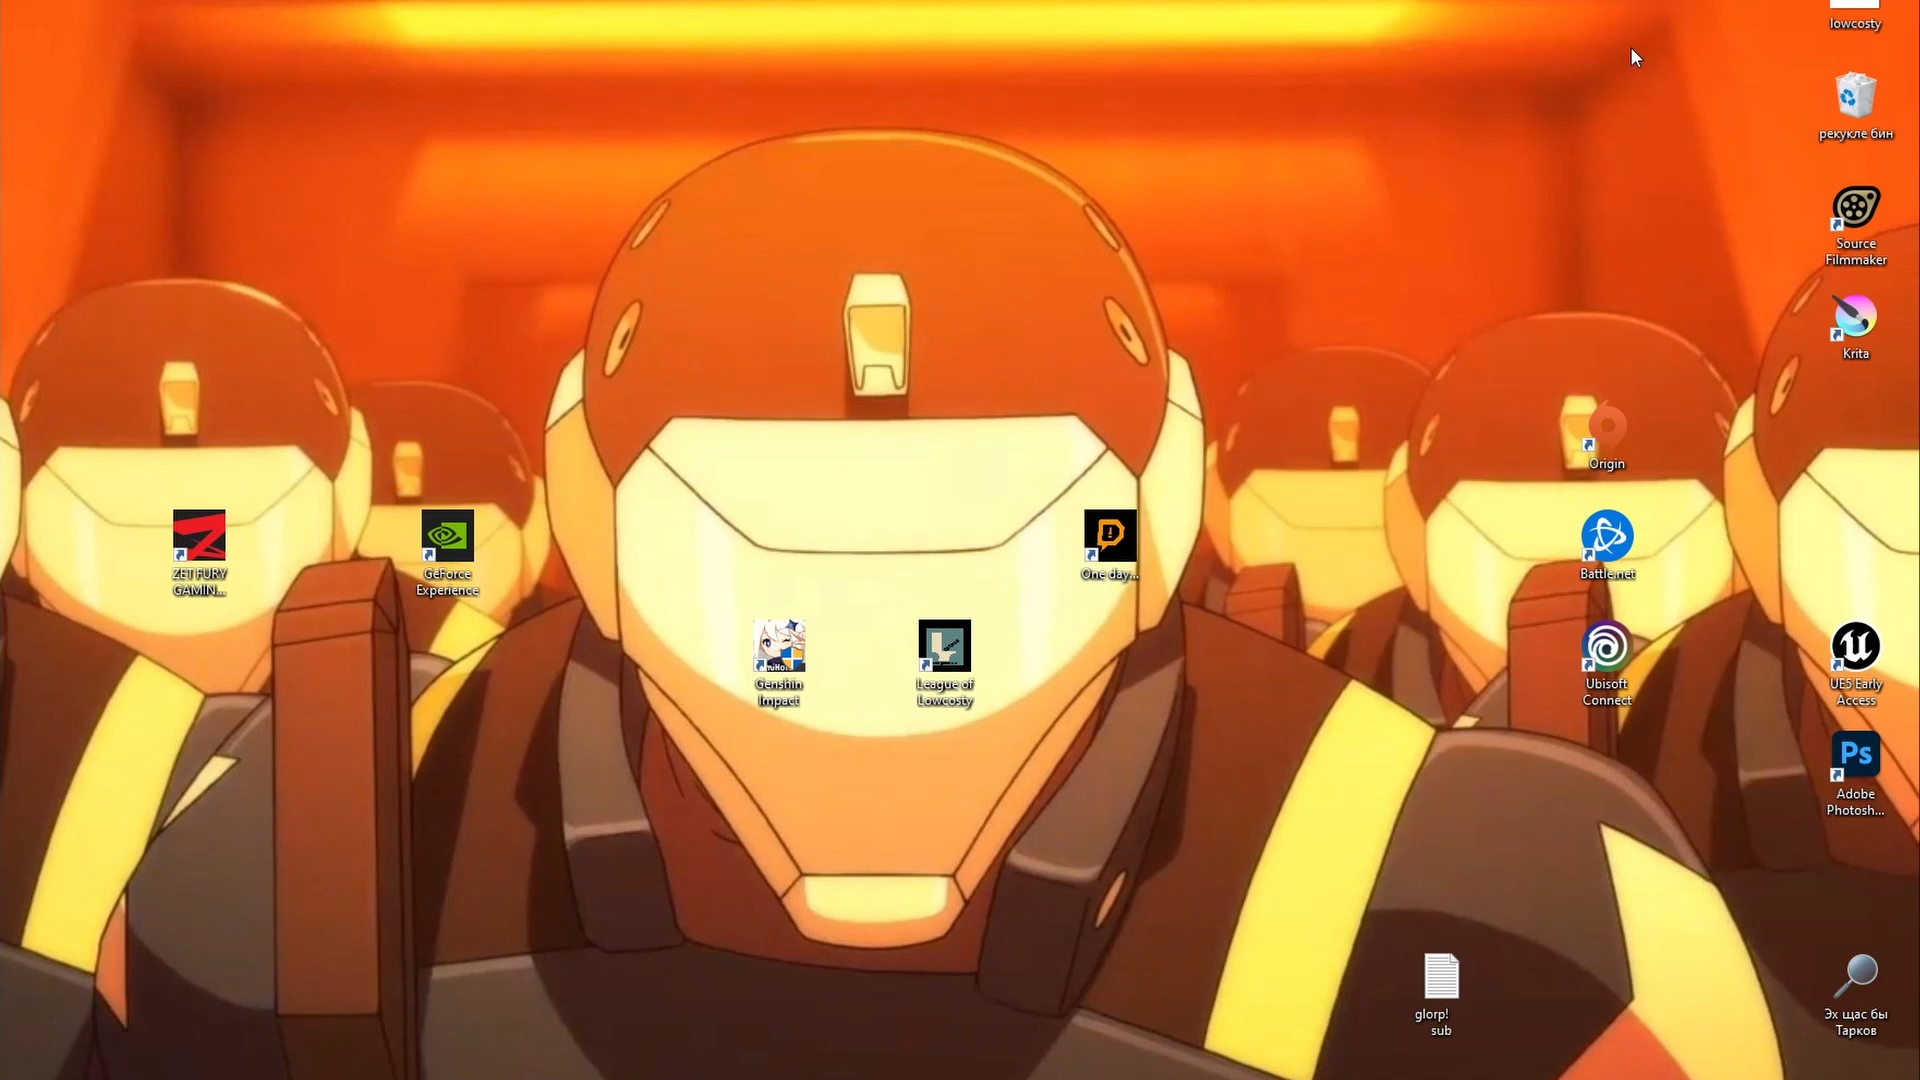 lowcosty
рекукле бин
Source
Filmmaker
Krita
Origin
ZET FURY
GAMIN...
GeForce
Experience
One day...
Battle.net
Genshin
Impact
League of
Lowcosty
Ubisoft
Connect
UE5 Early
Access
Ps
Adobe
Photosh...
glorp!
sub
Эх щас бы
Тарков